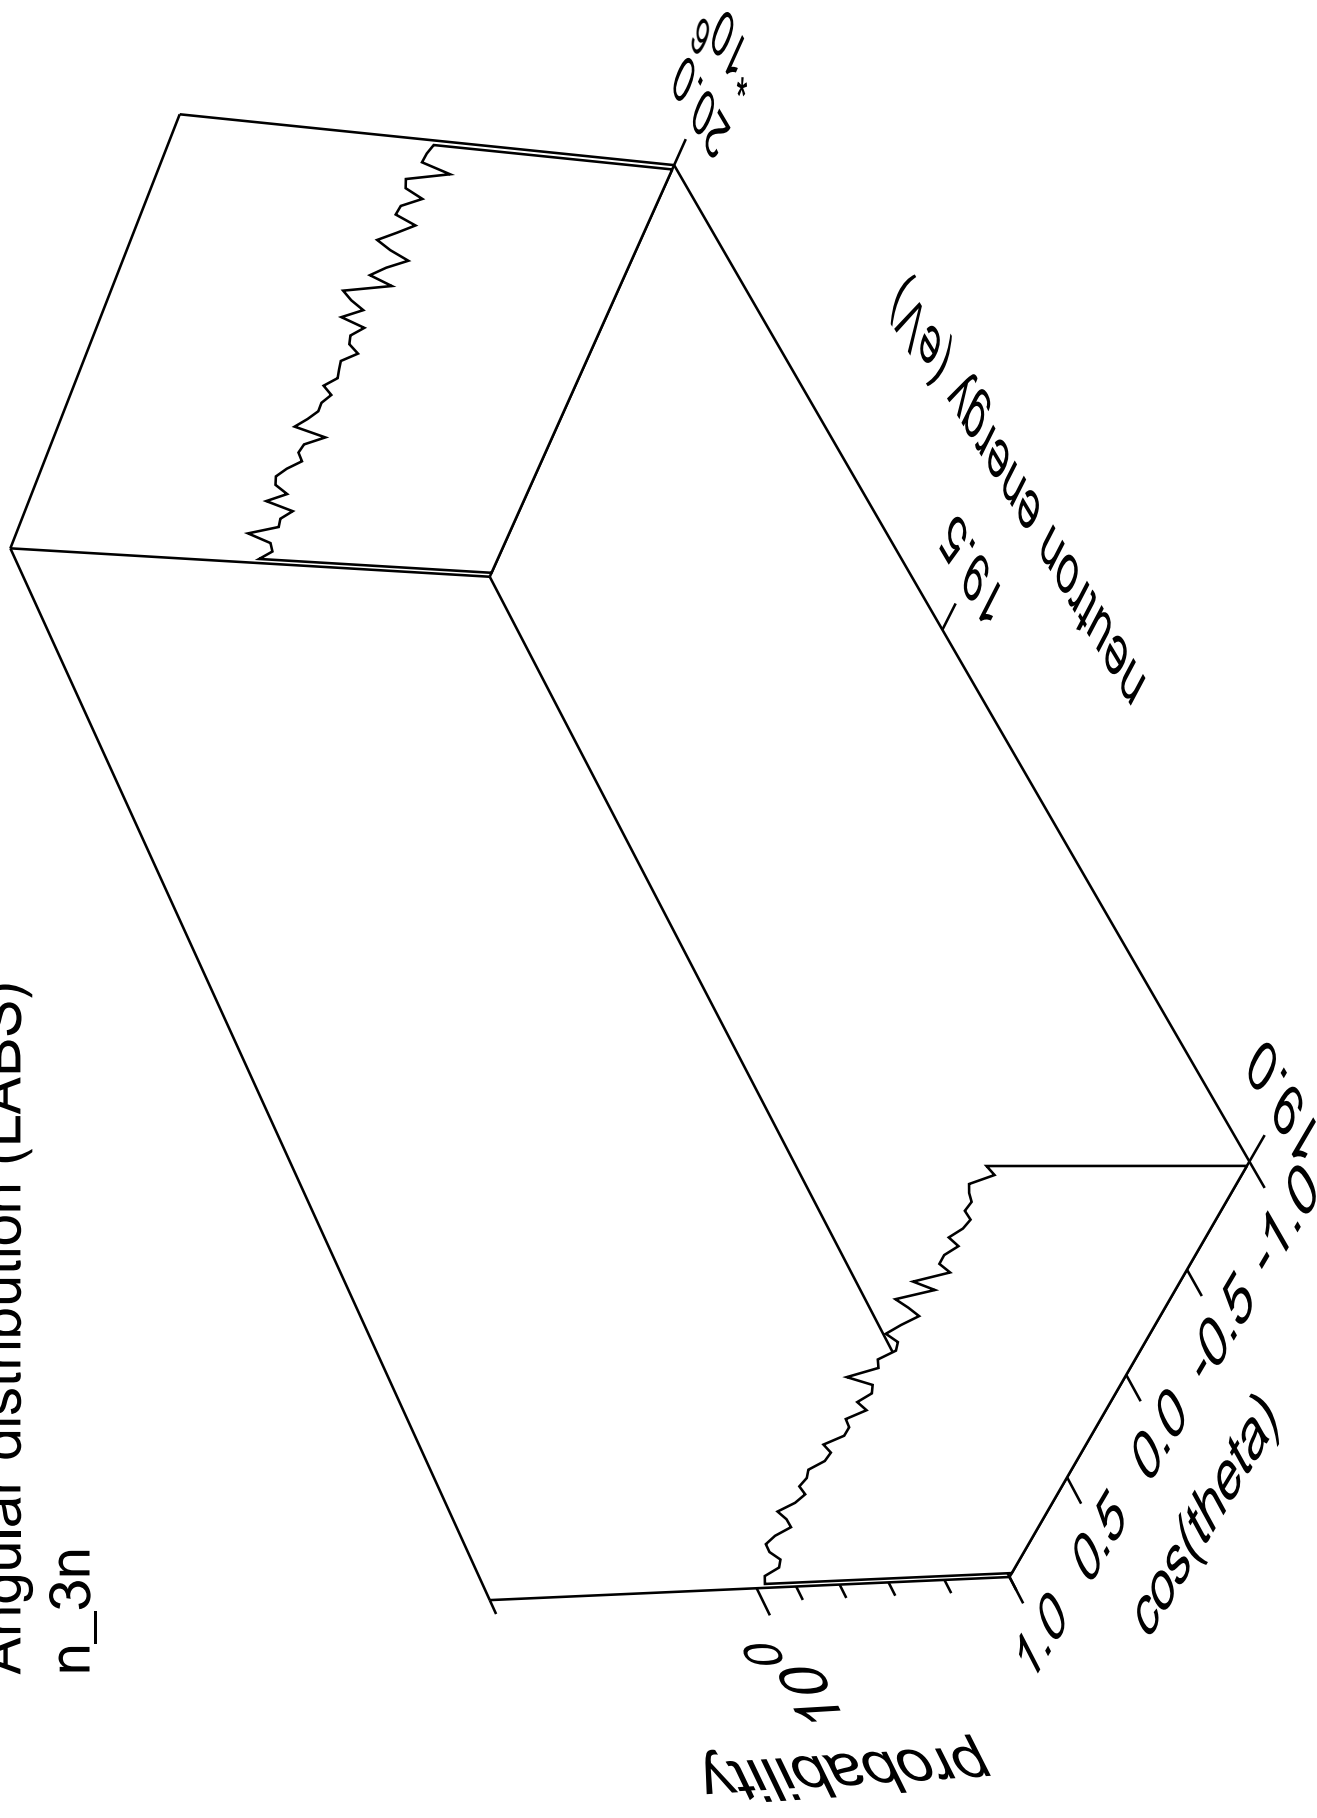 Angular distribution (LABS)
n_3n
probability
10^0
1.0
0.5
0.0
-0.5
-1.0
cos(theta)
19.0
19.5
20.0
*10^6
neutron energy (eV)